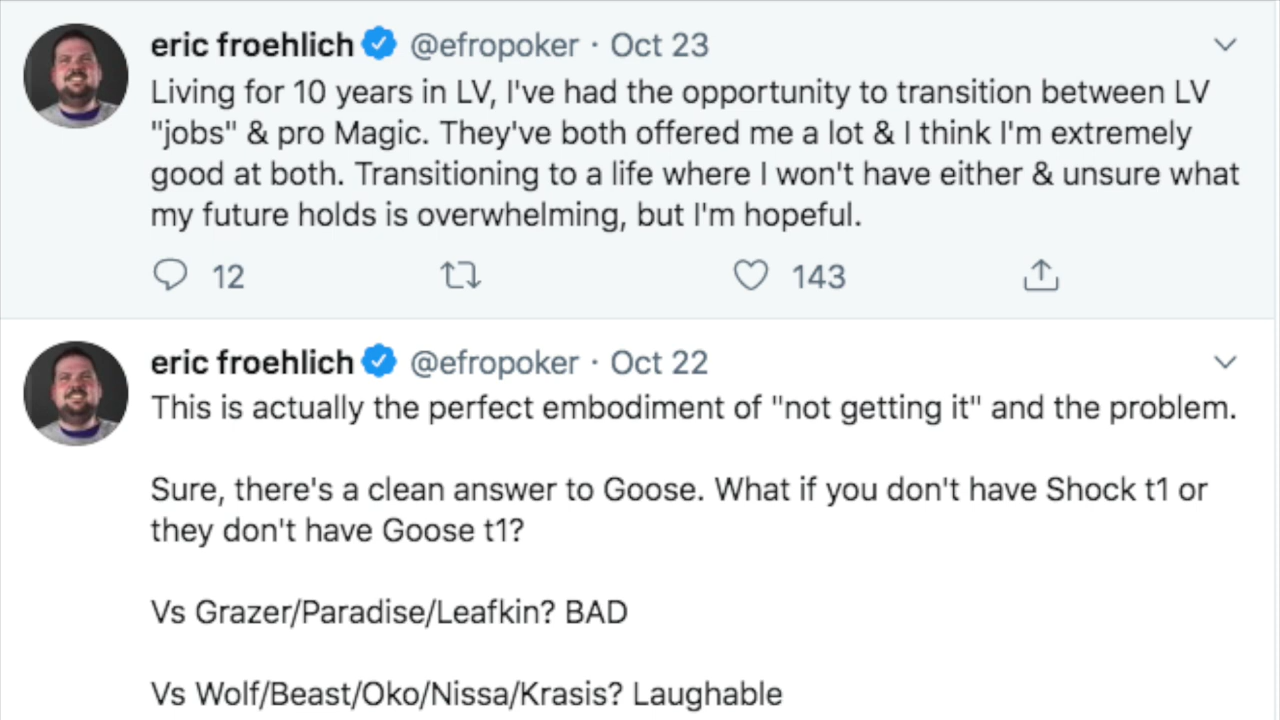 eric froehlich @efropoker · Oct 23
Living for 10 years in LV, I've had the opportunity to transition between LV
"jobs" & pro Magic. They've both offered me a lot & I think I'm extremely
good at both. Transitioning to a life where I won't have either & unsure what
my future holds is overwhelming, but I'm hopeful.
12 143
eric froehlich @efropoker · Oct 22
This is actually the perfect embodiment of "not getting it" and the problem.
Sure, there's a clean answer to Goose. What if you don't have Shock t1 or
they don't have Goose t1?
Vs Grazer/Paradise/Leafkin? BAD
Vs Wolf/Beast/Oko/Nissa/Krasis? Laughable